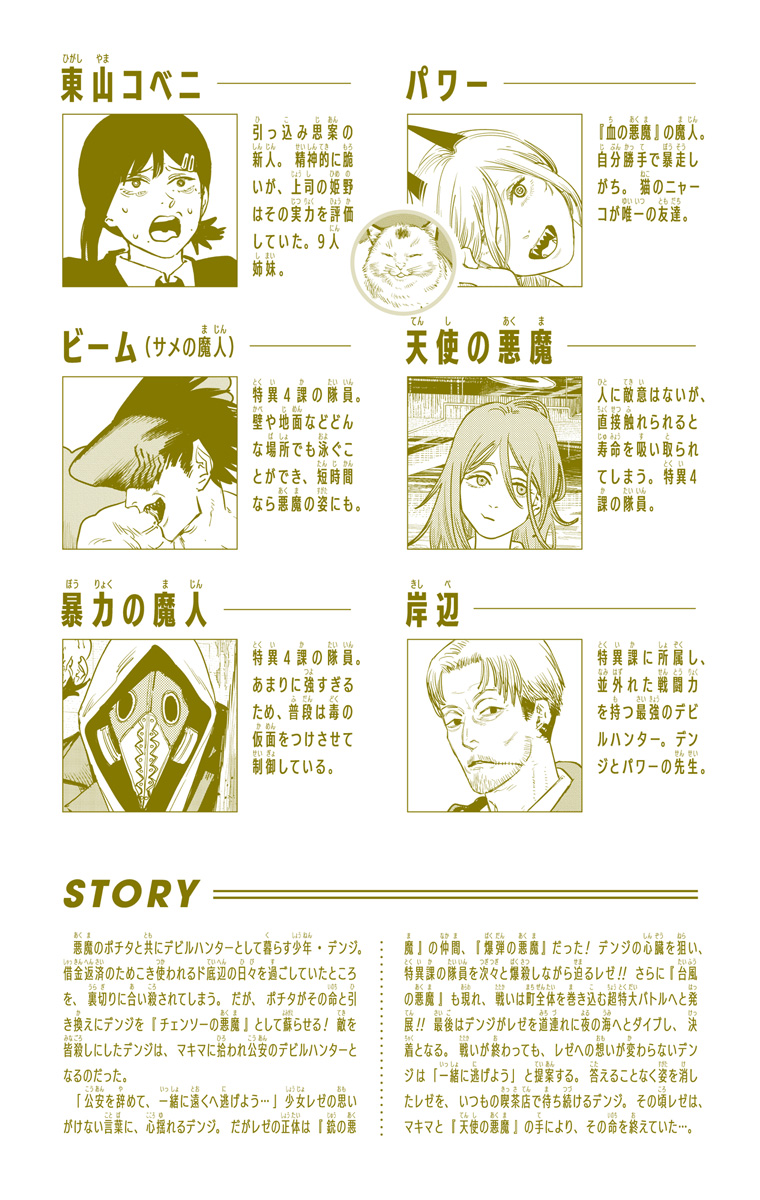 東山コベニ
引っ込み思案の
新人。精神的に脆
いが、上司の姫野
はその実力を評価
していた。9人
姉妹。
パワー
『血の悪魔』の魔人。
自分勝手で暴走し
がち。猫のニャー
コが唯一の友達。
ビーム(サメの魔人)
特異4課の隊員。
壁や地面などどん
な場所でも泳ぐこ
とができ、短時間
なら悪魔の姿にも。
天使の悪魔
人に敵意はないが、
直接触れられると
寿命を吸い取られ
てしまう。特異4
課の隊員。
暴力の魔人
特異4課の隊員。
あまりに強すぎる
ため、普段は毒の
仮面をつけさせて
制御している。
岸辺
特異課に所属し、
並外れた戦闘力
を持つ最強のデビ
ルハンター。デン
ジとパワーの先生。
STORY
悪魔のポチタと共にデビルハンターとして暮らす少年・デンジ。
借金返済のためこき使われるド底辺の日々を過ごしていたところ
を、裏切りに合い殺されてしまう。だが、ポチタがその命と引
き換えにデンジを『チェンソーの悪魔』として蘇らせる!敵を
皆殺しにしたデンジは、マキマに拾われ公安のデビルハンターと
なるのだった。
「公安を辞めて、一緒に遠くへ逃げよう…」少女レゼの思い
がけない言葉に、心揺れるデンジ。だがレゼの正体は『銃の悪
魔』の仲間、『爆弾の悪魔』だった!デンジの心臓を狙い、
特異課の隊員を次々と爆殺しながら迫るレゼ!!さらに『台風
の悪魔』も現れ、戦いは町全体を巻き込む超特大バトルへと発
展!!最後はデンジがレゼを道連れに夜の海へとダイブし、決
着となる。戦いが終わっても、レゼへの想いが変わらないデン
ジは「一緒に逃げよう」と提案する。答えることなく姿を消し
たレゼを、いつもの喫茶店で待ち続けるデンジ。その頃レゼは、
マキマと『天使の悪魔』の手により、その命を終えていた…。